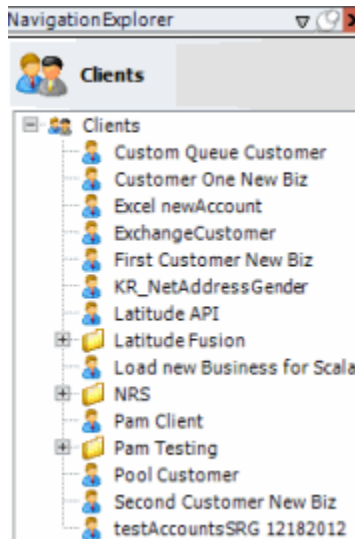 NavigationExplorer
Clients
Clients
Custom Queue Customer
Customer One New Biz
Excel newAccount
ExchangeCustomer
First Customer New Biz
KR_NetAddressGender
Latitude API
Latitude Fusion
Load new Business for Scala
NRS
Pam Client
Pam Testing
Pool Customer
Second Customer New Biz
testAccountsSRG 12182012